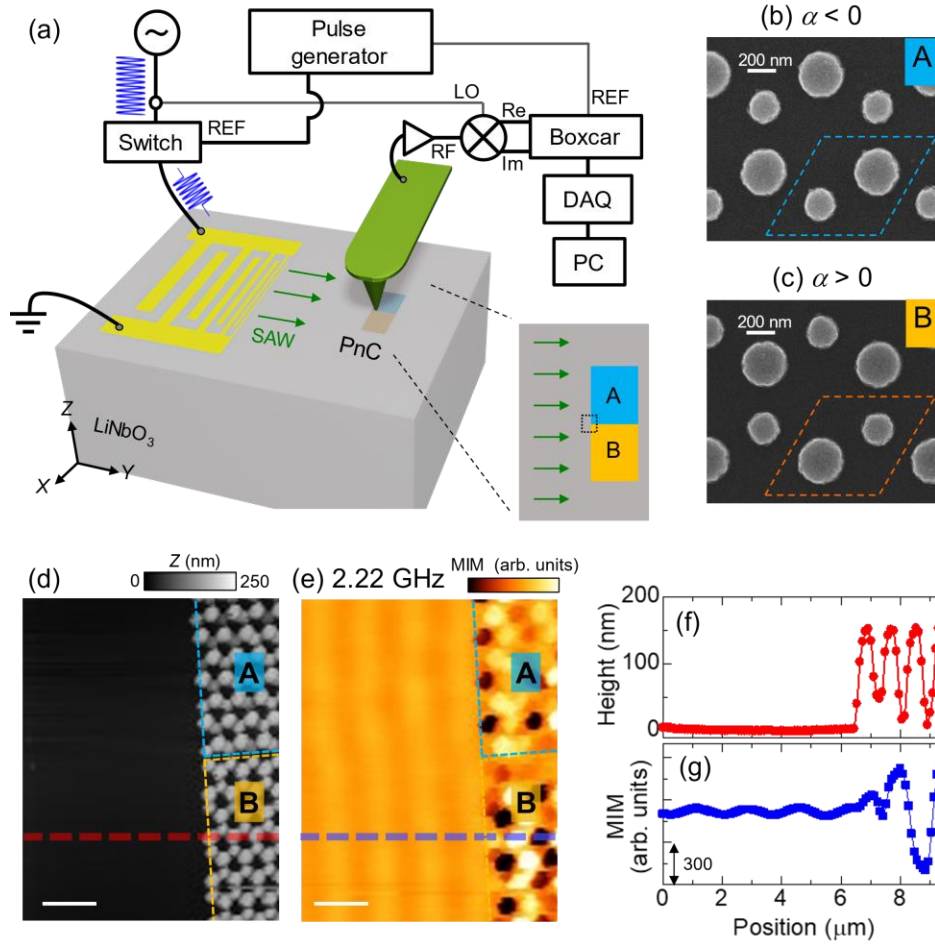 (a)
Pulse
generator
LO
REF
Re
REF
Switch
RF
Im
Boxcar
DAQ
PC
SAW
PnC
LiNbO3
Z
X
Y
A
B
(b) α < 0
200 nm
A
(c) α > 0
200 nm
B
(d)
Z (nm)
0
250
A
B
(e) 2.22 GHz
MIM (arb. units)
A
B
(f)
Height
(nm)
200
100
0
(g)
MIM
(arb. units)
300
0 2 4 6 8
Position (μm)